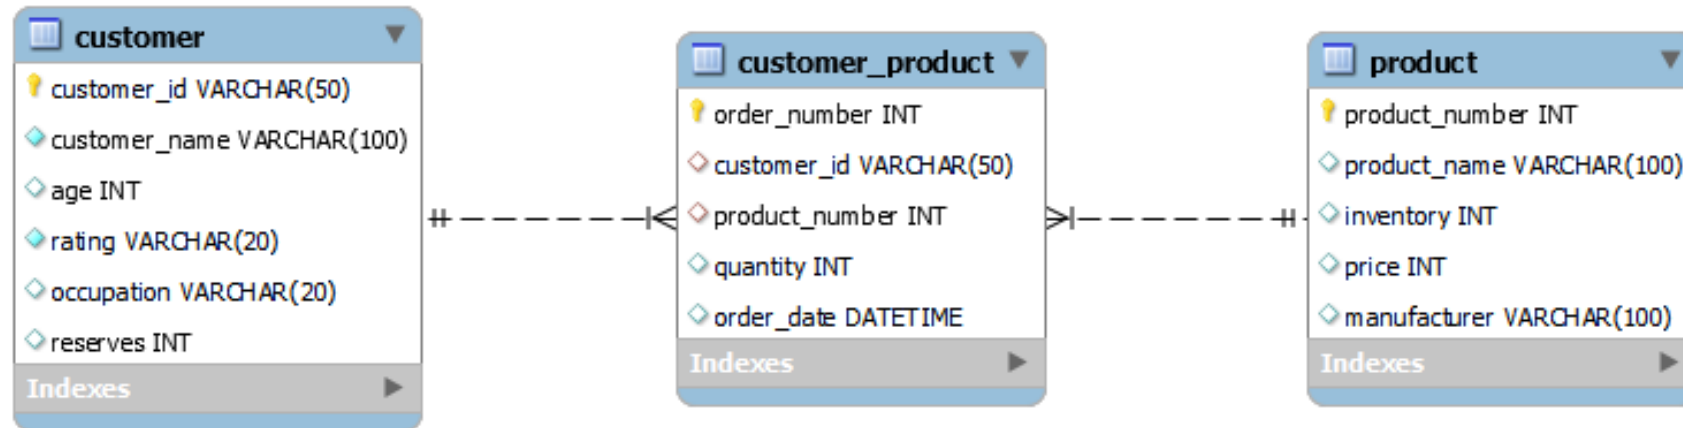 customer
customer_id VARCHAR(50)
customer_name VARCHAR(100)
age INT
rating VARCHAR(20)
occupation VARCHAR(20)
reserves INT
Indexes
customer_product
order_number INT
customer_id VARCHAR(50)
product_number INT
quantity INT
order_date DATETIME
Indexes
product
product_number INT
product_name VARCHAR(100)
inventory INT
price INT
manufacturer VARCHAR(100)
Indexes